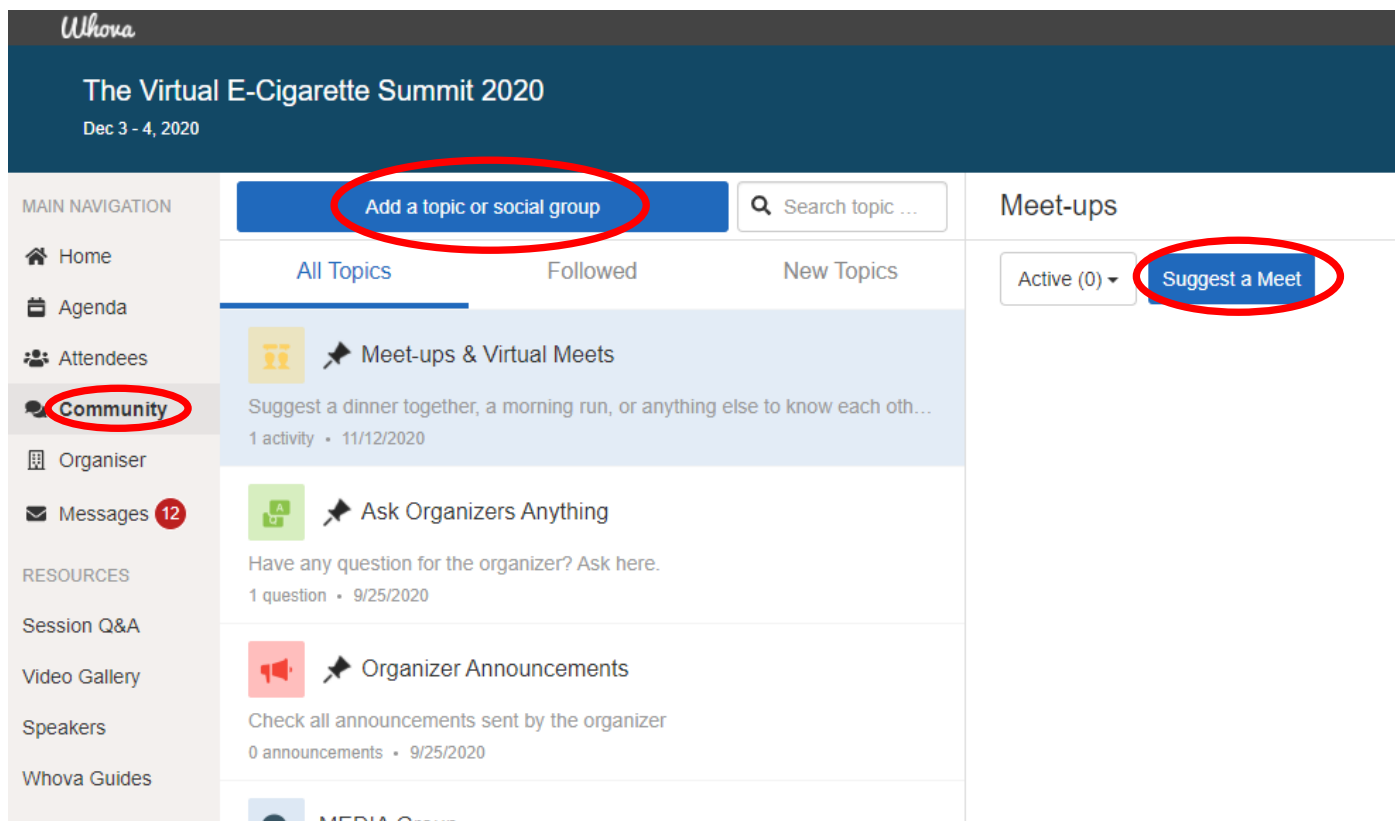 Whova
The Virtual E-Cigarette Summit 2020
Dec 3 - 4, 2020
MAIN NAVIGATION
Home
Agenda
Attendees
Community
Organiser
Messages 12
RESOURCES
Session Q&A
Video Gallery
Speakers
Whova Guides
Add a topic or social group
Search topic ...
All Topics
Followed
New Topics
Meet-ups & Virtual Meets
Suggest a dinner together, a morning run, or anything else to know each oth...
1 activity • 11/12/2020
Ask Organizers Anything
Have any question for the organizer? Ask here.
1 question • 9/25/2020
Organizer Announcements
Check all announcements sent by the organizer
0 announcements • 9/25/2020
MEDIA Group
Meet-ups
Active (0)
Suggest a Meet